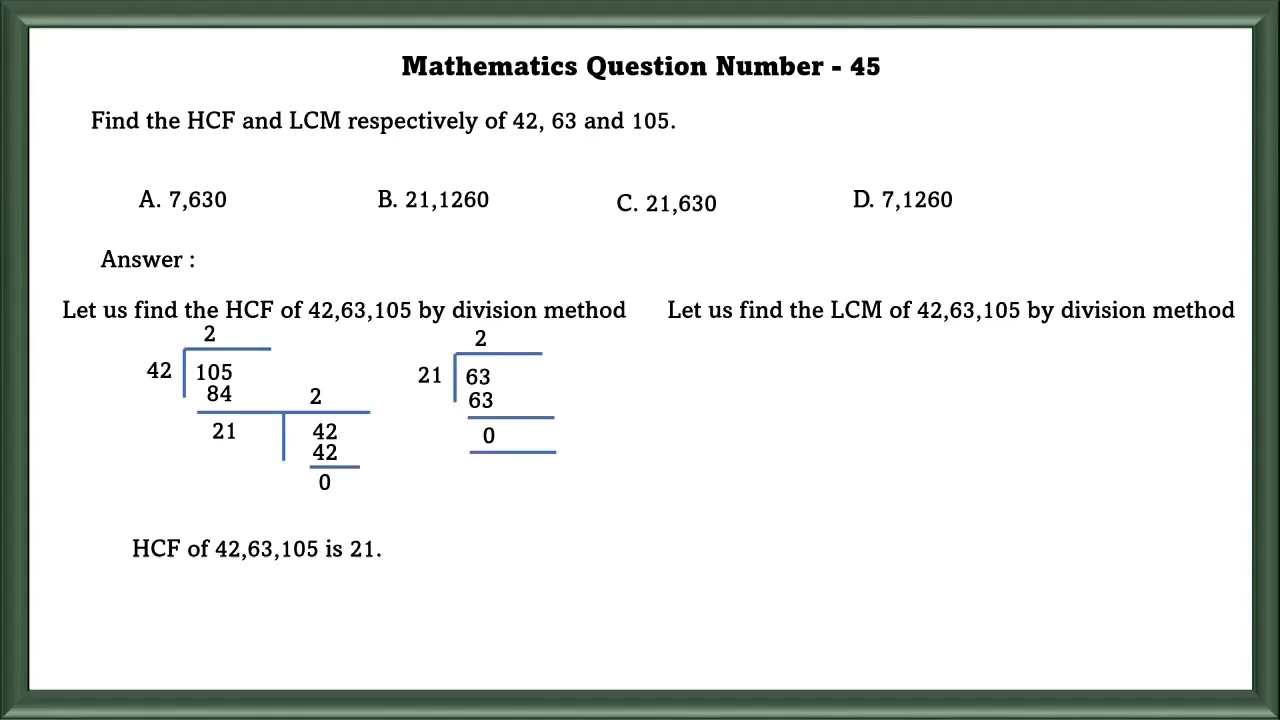 Mathematics Question Number - 45
Find the HCF and LCM respectively of 42, 63 and 105.
A. 7,630 B. 21,1260 C. 21,630 D. 7,1260
Answer :
Let us find the HCF of 42,63,105 by division method
2
42 105
84 2
21 42
42
0
2
21 63
63
0
HCF of 42,63,105 is 21.
Let us find the LCM of 42,63,105 by division method